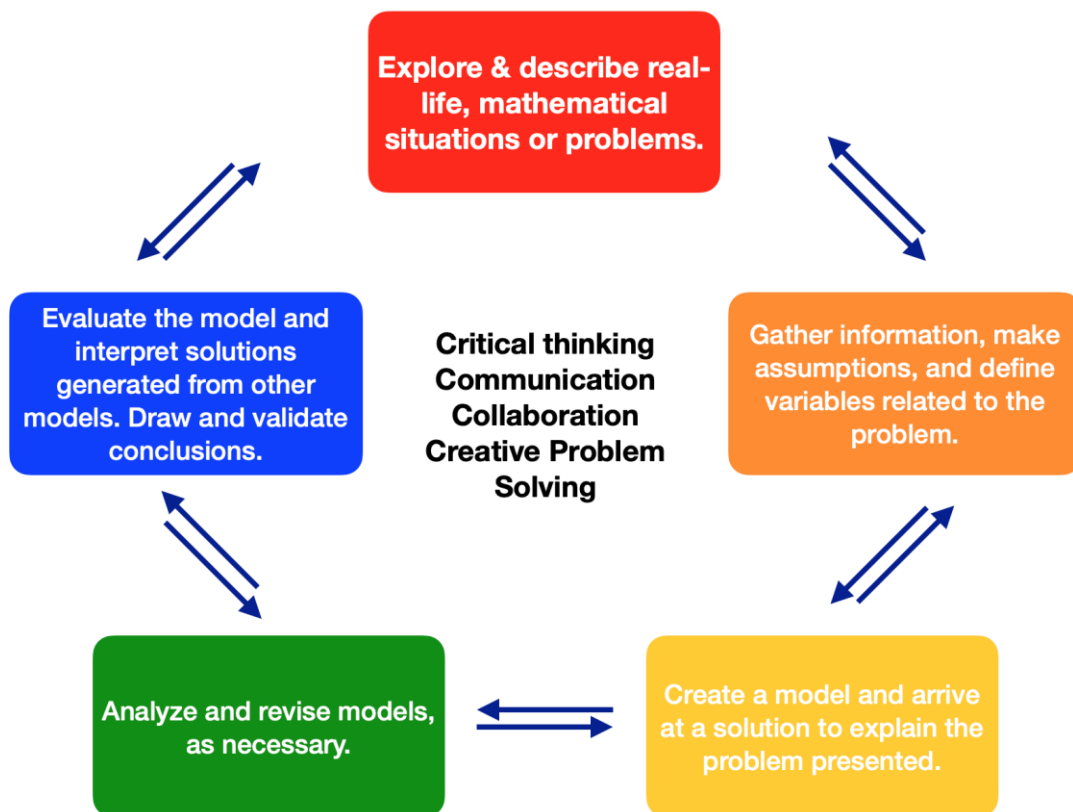 Explore & describe real-
life, mathematical
situations or problems.
Gather information, make
assumptions, and define
variables related to the
problem.
Create a model and arrive
at a solution to explain the
problem presented.
Analyze and revise models,
as necessary.
Evaluate the model and
interpret solutions
generated from other
models. Draw and validate
conclusions.
Critical thinking
Communication
Collaboration
Creative Problem
Solving